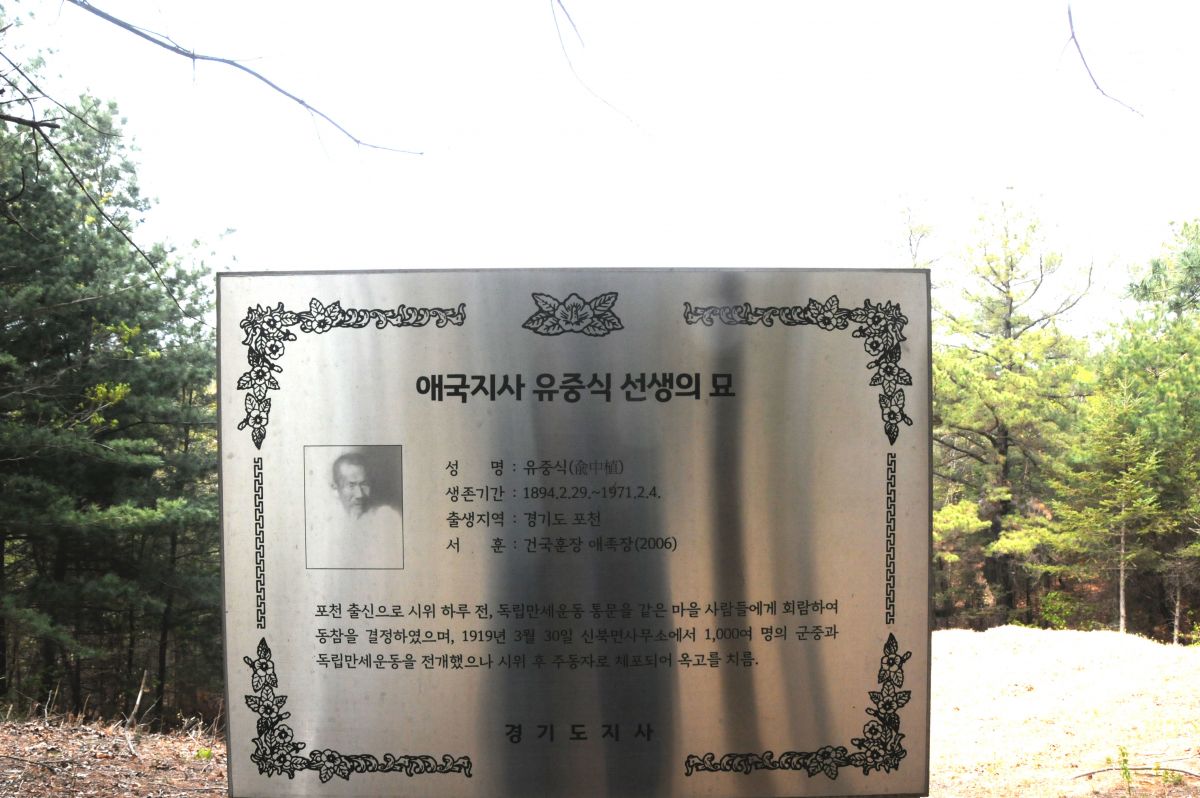 애국지사 유중식 선생의 묘
성 명 : 유중식(兪中植)
생존기간 : 1894.2.29.~1971.2.4.
출생지역 : 경기도 포천
서 훈 : 건국훈장 애족장(2006)
포천 출신으로 시위 하루 전, 독립만세운동 통문을 같은 마을 사람들에게 회람하여
동참을 결정하였으며, 1919년 3월 30일 신북면사무소에서 1,000여 명의 군중과
독립만세운동을 전개했으나 시위 후 주동자로 체포되어 옥고를 치름.
경기도지사